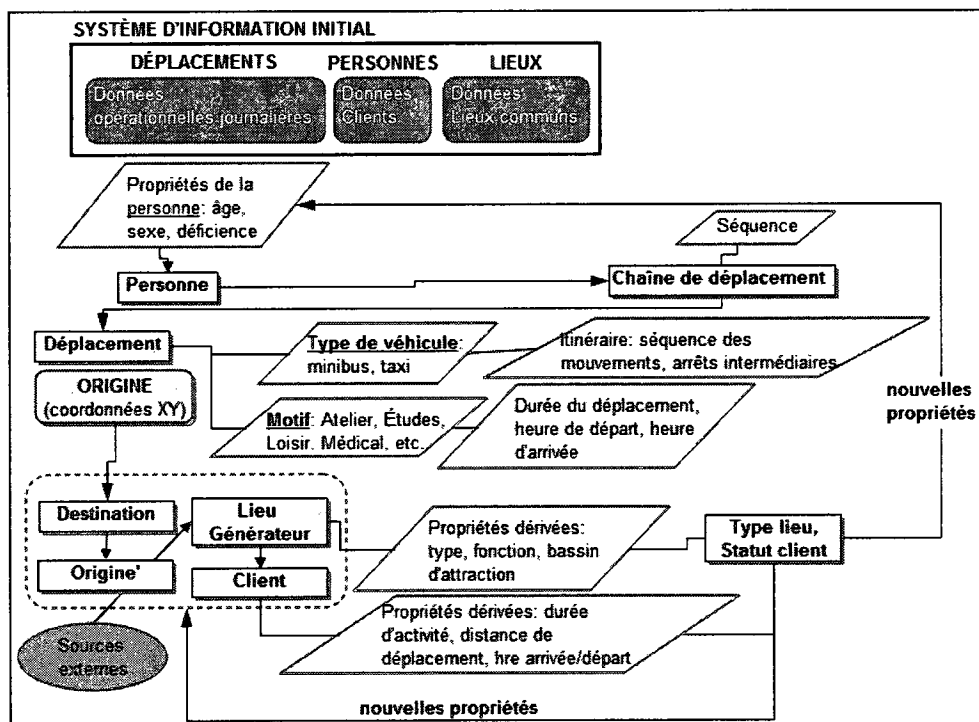 SYSTÈME D'INFORMATION INITIAL
DÉPLACEMENTS
PERSONNES
LIEUX
Données
opérationnelles journalières
Données
Clients
Données
Lieux communs
Propriétés de la
personne: âge,
sexe, déficience
Séquence
Personne
Chaîne de déplacement
Déplacement
Type de véhicule:
minibus, taxi
Itinéraire: séquence des
mouvements, arrêts intermédiaires
ORIGINE
(coordonnées XY)
nouvelles
propriétés
Motif: Atelier, Études,
Loisir, Médical, etc.
Durée du déplacement,
heure de départ, heure
d'arrivée
Destination
Lieu
Générateur
Propriétés dérivées:
type, fonction, bassin
d'attraction
Type lieu,
Statut client
Origine'
Client
Propriétés dérivées: durée
d'activité, distance de
déplacement, hre arrivée/départ
Sources
externes
nouvelles propriétés